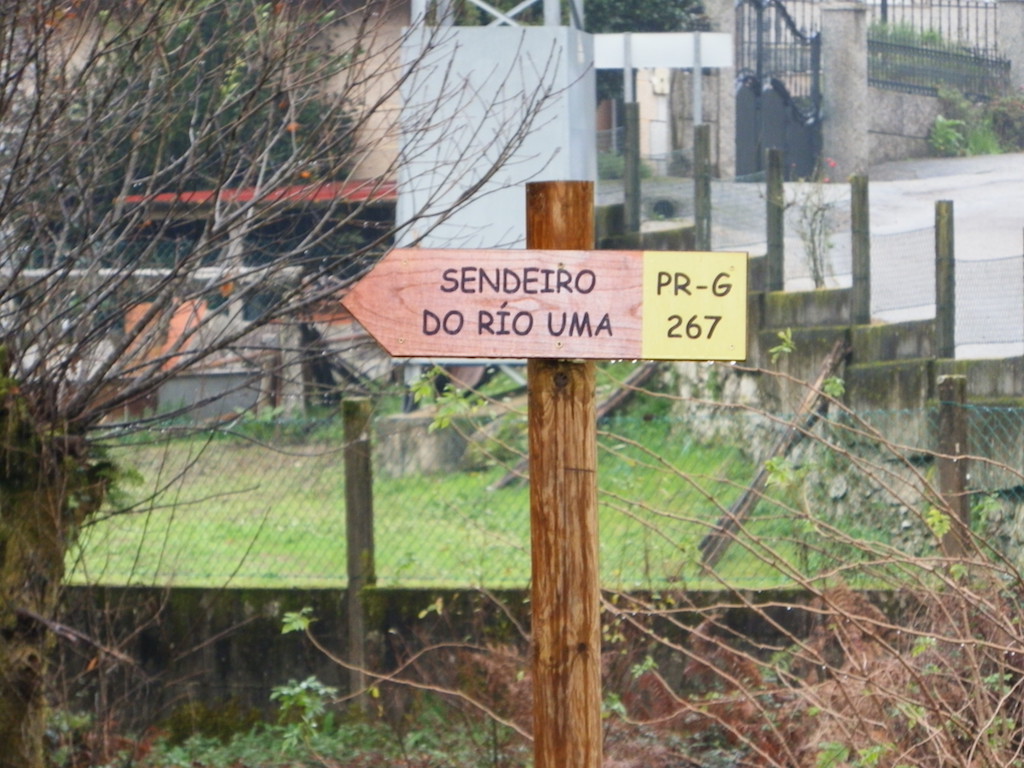 SENDEIRO
DO RÍO UMA
PR-G
267